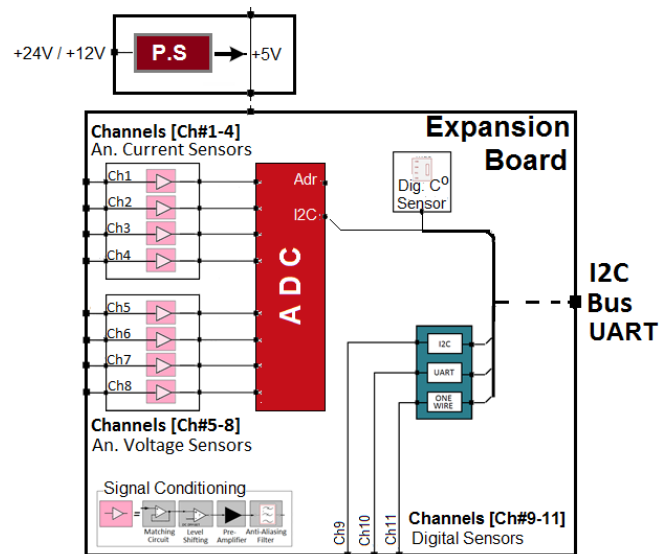 +24V / +12V
P.S
+5V
Channels [Ch#1-4]
An. Current Sensors
Expansion
Board
Ch1
Ch2
Ch3
Ch4
Adr
I2C
ADC
Dig. Cº
Sensor
I2C
Bus
UART
Ch5
Ch6
Ch7
Ch8
I2C
UART
ONE
WIRE
Channels [Ch#5-8]
An. Voltage Sensors
Signal Conditioning
=
Matching
Circuit
Level
Shifting
Pre-
Amplifier
Anti-Aliasing
Filter
Ch9
Ch10
Ch11
Channels [Ch#9-11]
Digital Sensors